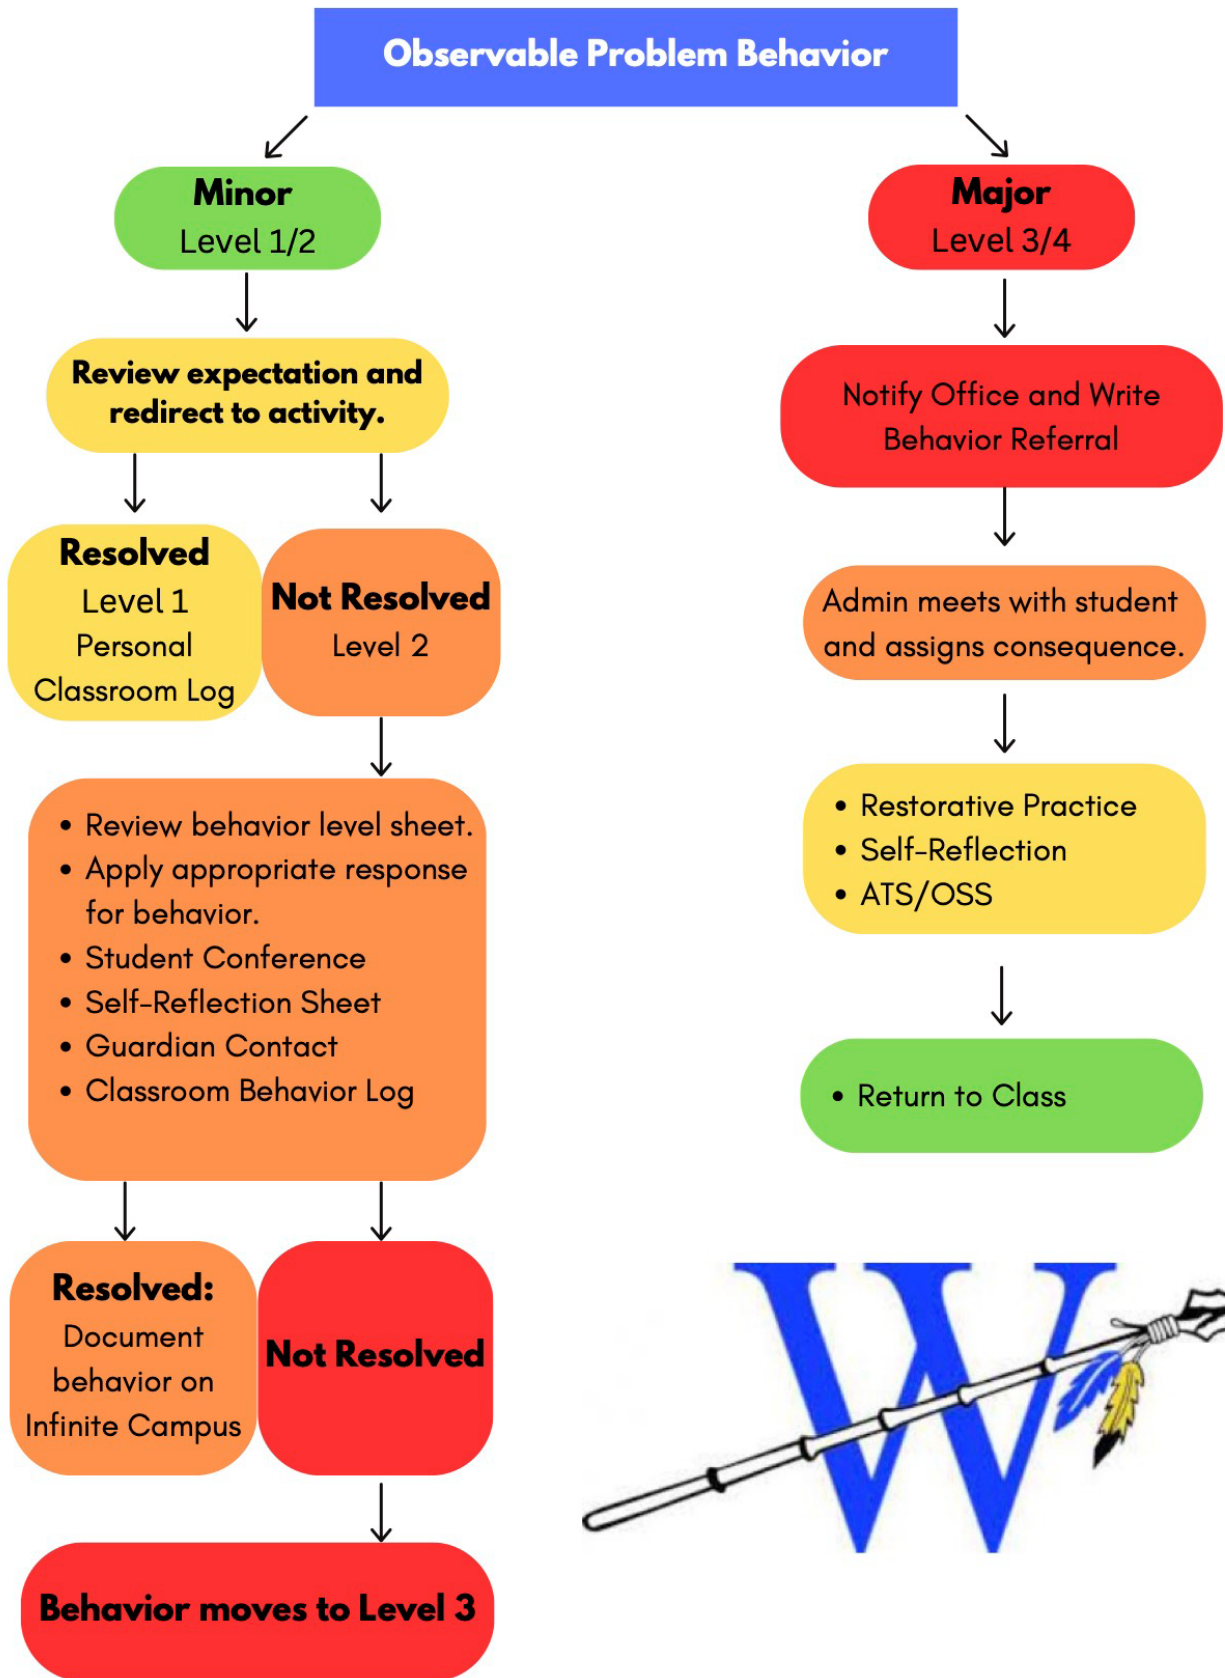 Observable Problem Behavior
Minor
Level 1/2
Review expectation and
redirect to activity.
Resolved
Level 1
Personal
Classroom Log
Not Resolved
Level 2
• Review behavior level sheet.
• Apply appropriate response
for behavior.
• Student Conference
• Self-Reflection Sheet
• Guardian Contact
• Classroom Behavior Log
Resolved:
Document
behavior on
Infinite Campus
Not Resolved
Behavior moves to Level 3
Major
Level 3/4
Notify Office and Write
Behavior Referral
Admin meets with student
and assigns consequence.
• Restorative Practice
• Self-Reflection
• ATS/OSS
• Return to Class
W